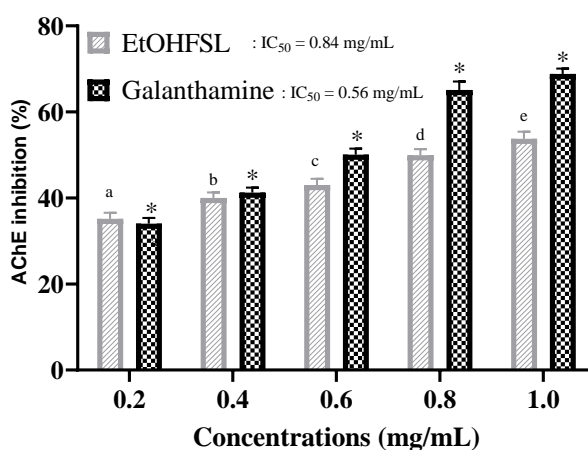 80
60
40
20
0
AChE inhibition (%)
EtOHFSL : IC50 = 0.84 mg/mL
Galanthamine : IC50 = 0.56 mg/mL
a * b * c * d * e *
0.2 0.4 0.6 0.8 1.0
Concentrations (mg/mL)